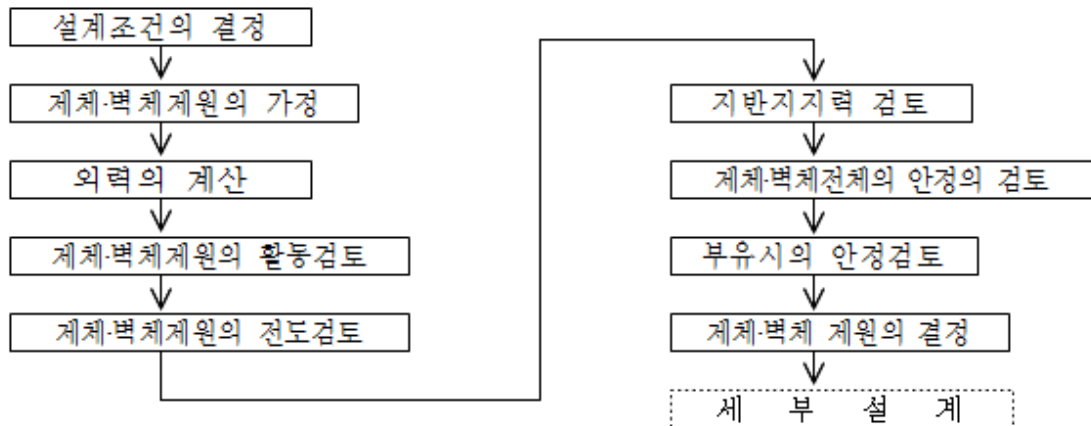 설계조건의 결정
제체·벽체제원의 가정
외력의 계산
제체·벽체제원의 활동검토
제체·벽체제원의 전도검토
지반지지력 검토
제체·벽체전체의 안정의 검토
부유시의 안정검토
제체·벽체 제원의 결정
세 부 설 계